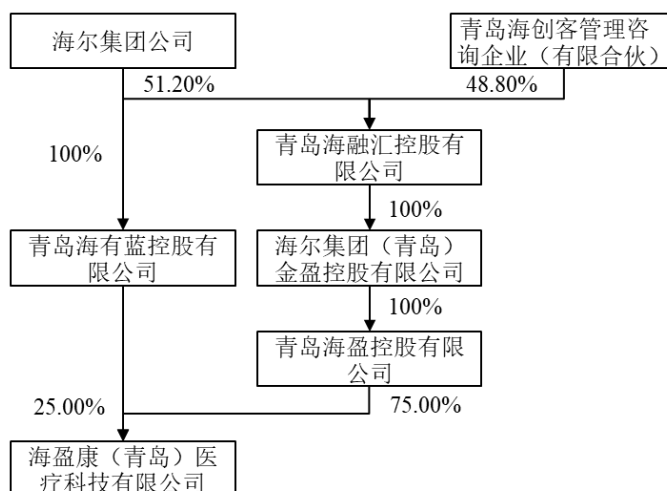 海尔集团公司
青岛海创客管理咨
询企业（有限合伙）
51.20%
48.80%
100%
青岛海融汇控股有
限公司
100%
青岛海有蓝控股有
限公司
海尔集团（青岛）
金盈控股有限公司
100%
青岛海盈控股有限
公司
25.00%
75.00%
海盈康（青岛）医
疗科技有限公司